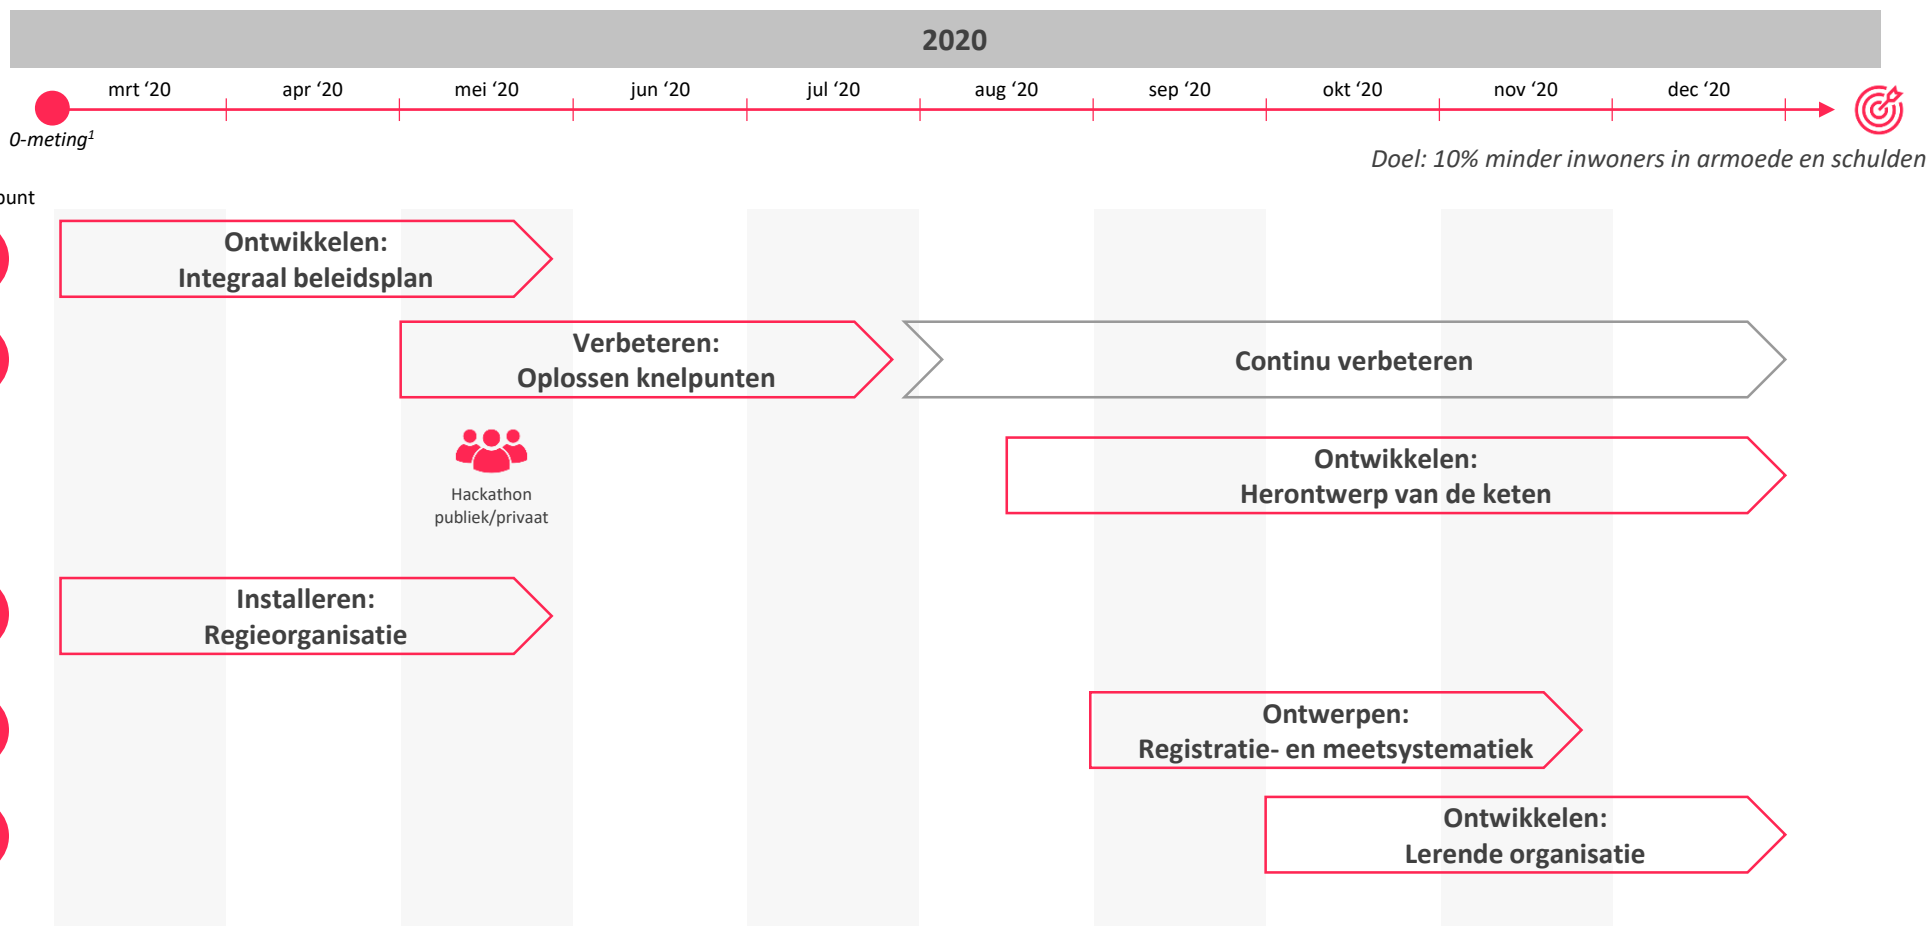 2020
mrt ‘20 apr ‘20 mei ‘20 jun ‘20 jul ‘20 aug ‘20 sep ‘20 okt ‘20 nov ‘20 dec ‘20
0-meting¹
Doel: 10% minder inwoners in armoede en schulden
Ontwikkelen:
Integraal beleidsplan
Verbeteren:
Oplossen knelpunten
Continu verbeteren
Hackathon
publiek/privaat
Ontwikkelen:
Herontwerp van de keten
Installeren:
Regieorganisatie
Ontwerpen:
Registratie- en meetsystematiek
Ontwikkelen:
Lerende organisatie